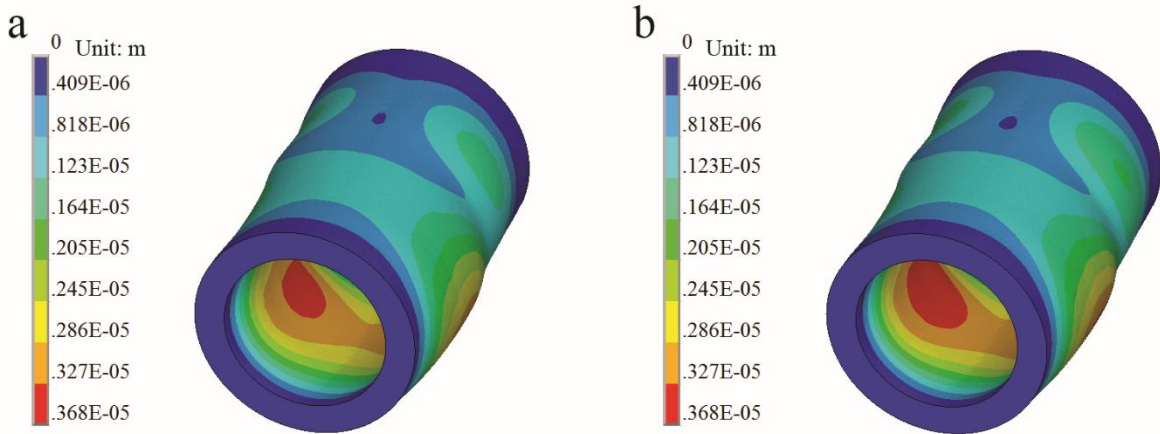 a
0 Unit: m
.409E-06
.818E-06
.123E-05
.164E-05
.205E-05
.245E-05
.286E-05
.327E-05
.368E-05
b
0 Unit: m
.409E-06
.818E-06
.123E-05
.164E-05
.205E-05
.245E-05
.286E-05
.327E-05
.368E-05